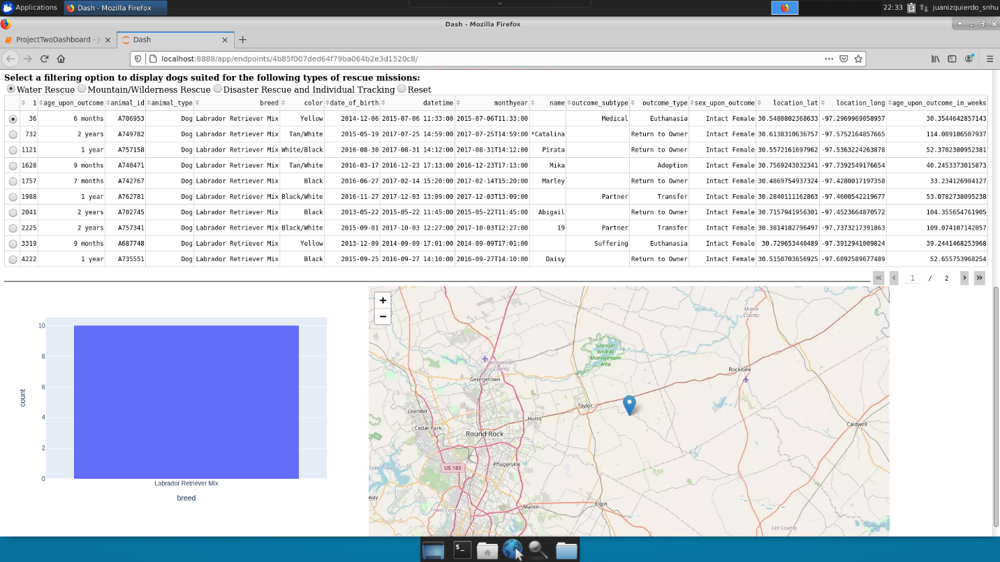 Applications Dash - Mozilla Firefox 22:33 juanizquierdo_snhu
Dash - Mozilla Firefox
ProjectTwoDashboard - Dash
localhost:8888/app/endpoints/4b85f007ded64f79ba064b2e3d1520c8/
Select a filtering option to display dogs suited for the following types of rescue missions:
Water Rescue Mountain/Wilderness Rescue Disaster Rescue and Individual Tracking Reset
1 age_upon_outcome animal_id animal_type breed color date_of_birth datetime monthyear name outcome_subtype outcome_type sex_upon_outcome location_lat location_long age_upon_outcome_in_weeks
36 6 months A706953 Dog Labrador Retriever Mix Yellow 2014-12-06 2015-07-06 11:33:00 2015-07-06T11:33:00 Medical Euthanasia Intact Female 30.5480802368633 -97.2969969058957 30.3544642857143
732 2 years A749782 Dog Labrador Retriever Mix Tan/White 2015-05-19 2017-07-25 14:59:00 2017-07-25T14:59:00 *Catalina Return to Owner Intact Female 30.6138310636757 -97.5752164857665 114.089186507937
1121 1 year A757158 Dog Labrador Retriever Mix White/Black 2016-08-30 2017-08-31 14:12:00 2017-08-31T14:12:00 Pirata Return to Owner Intact Female 30.5572161697962 -97.5363224263878 52.3702380952381
1628 9 months A740471 Dog Labrador Retriever Mix Tan/White 2016-03-17 2016-12-23 17:13:00 2016-12-23T17:13:00 Mika Adoption Intact Female 30.7569243032341 -97.7392549176654 40.2453373015873
1757 7 months A742767 Dog Labrador Retriever Mix Black 2016-06-27 2017-02-14 15:20:00 2017-02-14T15:20:00 Marley Return to Owner Intact Female 30.4869754937324 -97.4280017197358 33.234126984127
1988 1 year A762781 Dog Labrador Retriever Mix Black/White 2016-11-27 2017-12-03 13:09:00 2017-12-03T13:09:00 Partner Transfer Intact Female 30.2840111162863 -97.4600542219677 53.0782738095238
2041 2 years A702745 Dog Labrador Retriever Mix Black 2013-05-22 2015-05-22 11:45:00 2015-05-22T11:45:00 Abigail Return to Owner Intact Female 30.7157941956301 -97.4523664870572 104.355654761905
2225 2 years A757341 Dog Labrador Retriever Mix Black/White 2015-09-01 2017-10-03 12:27:00 2017-10-03T12:27:00 19 Partner Transfer Intact Female 30.3814182796497 -97.7373217391863 109.074107142857
3319 9 months A687748 Dog Labrador Retriever Mix Yellow 2013-12-09 2014-09-09 17:01:00 2014-09-09T17:01:00 Suffering Euthanasia Intact Female 30.729653440489 -97.3912941009824 39.2441468253968
4222 1 year A735551 Dog Labrador Retriever Mix Black 2015-09-25 2016-09-27 14:10:00 2016-09-27T14:10:00 Daisy Return to Owner Intact Female 30.5150703656925 -97.6092589677489 52.655753968254
1 / 2
+
−
10
8
6
4
2
0
count
Labrador Retriever Mix
breed
Milam
County
Granger
Wildlife
Management
Area
Williamson
County
Rockdale
Georgetown
Taylor
Leander
Hutto
Caldwell
Cedar Park
Round Rock
Pflugerville
US 183
Lake Travis
way
Manor
Elgin
Travis County
Lee County